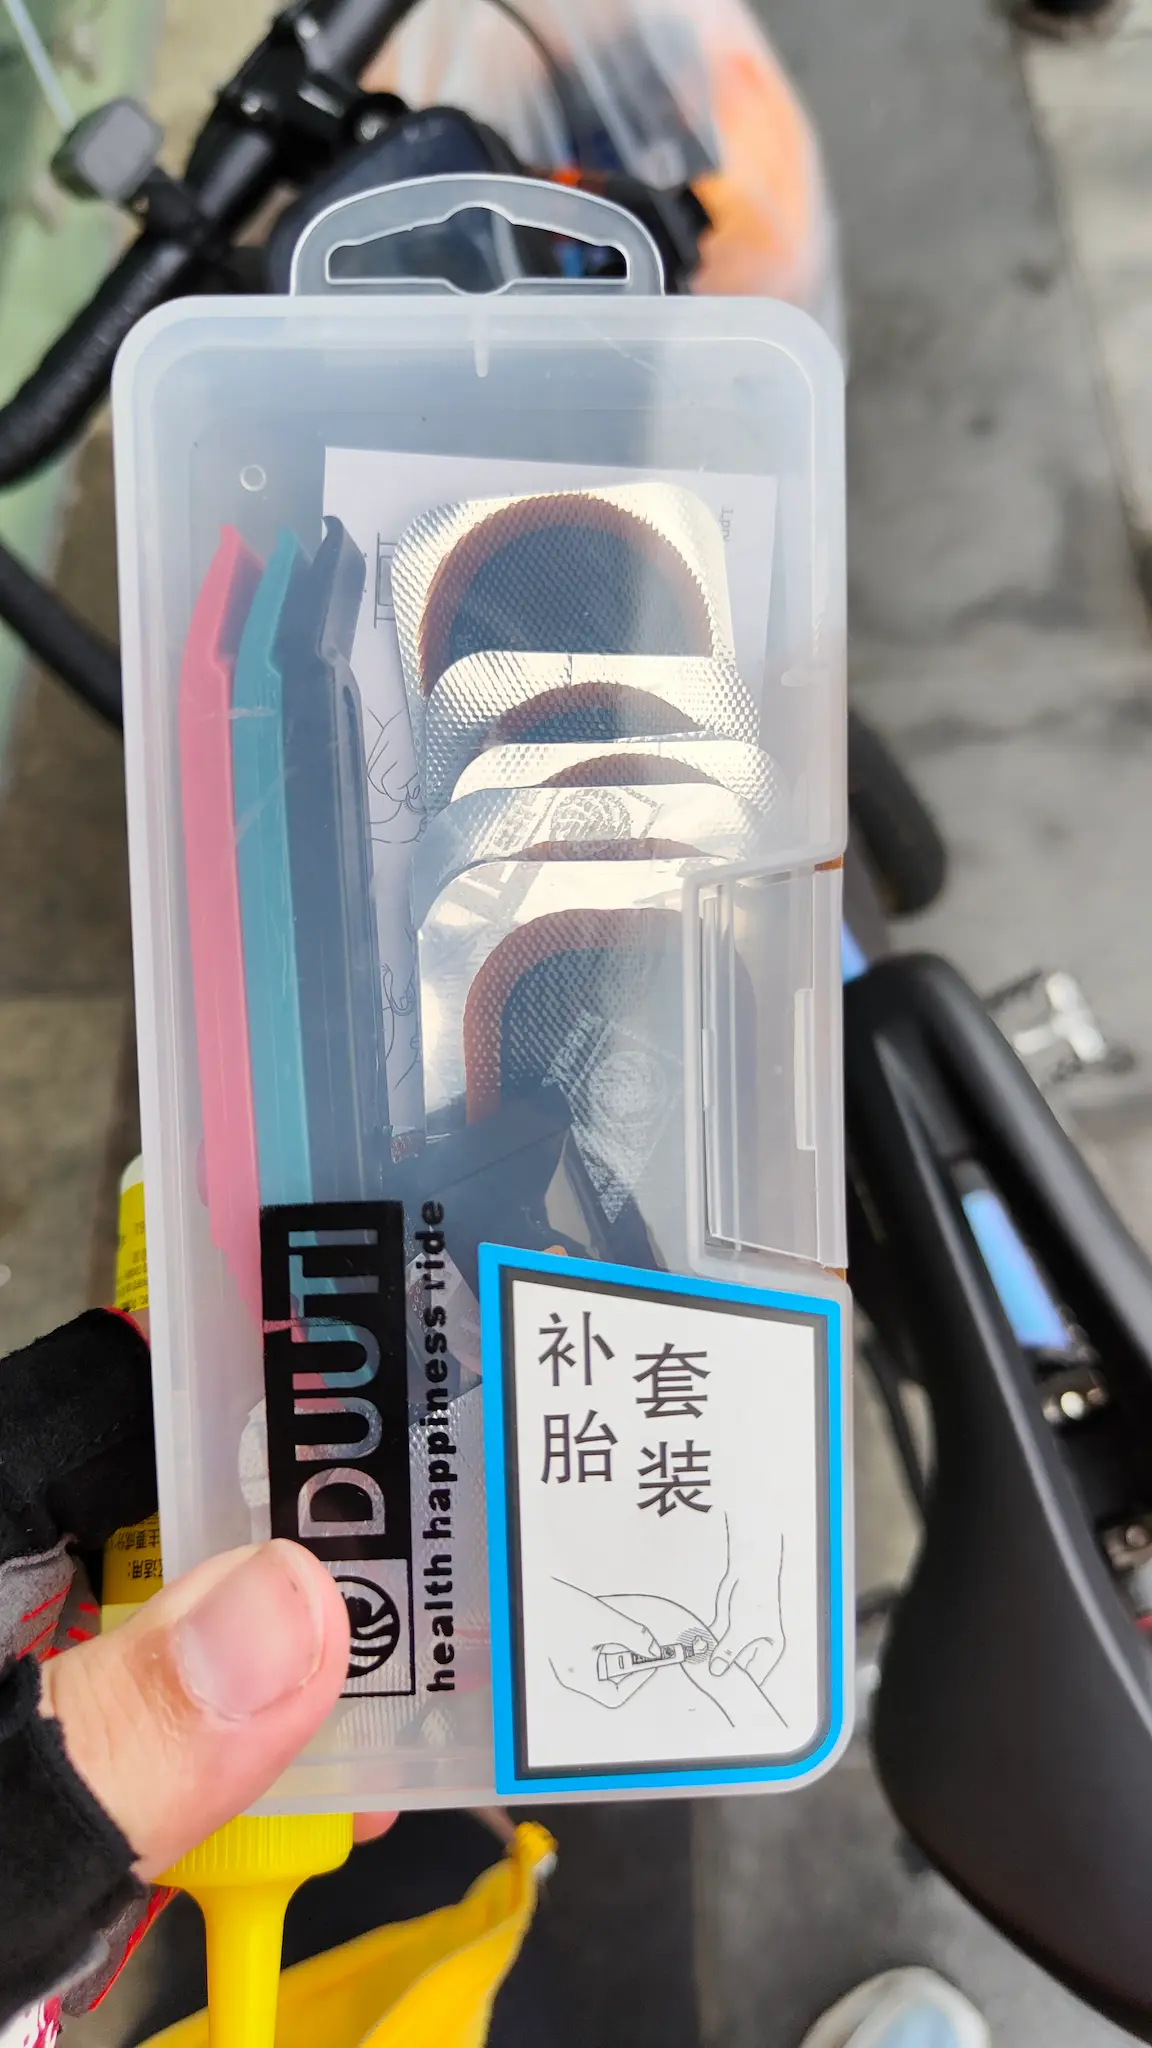 DUUTI
health happiness ride
补胎
套装